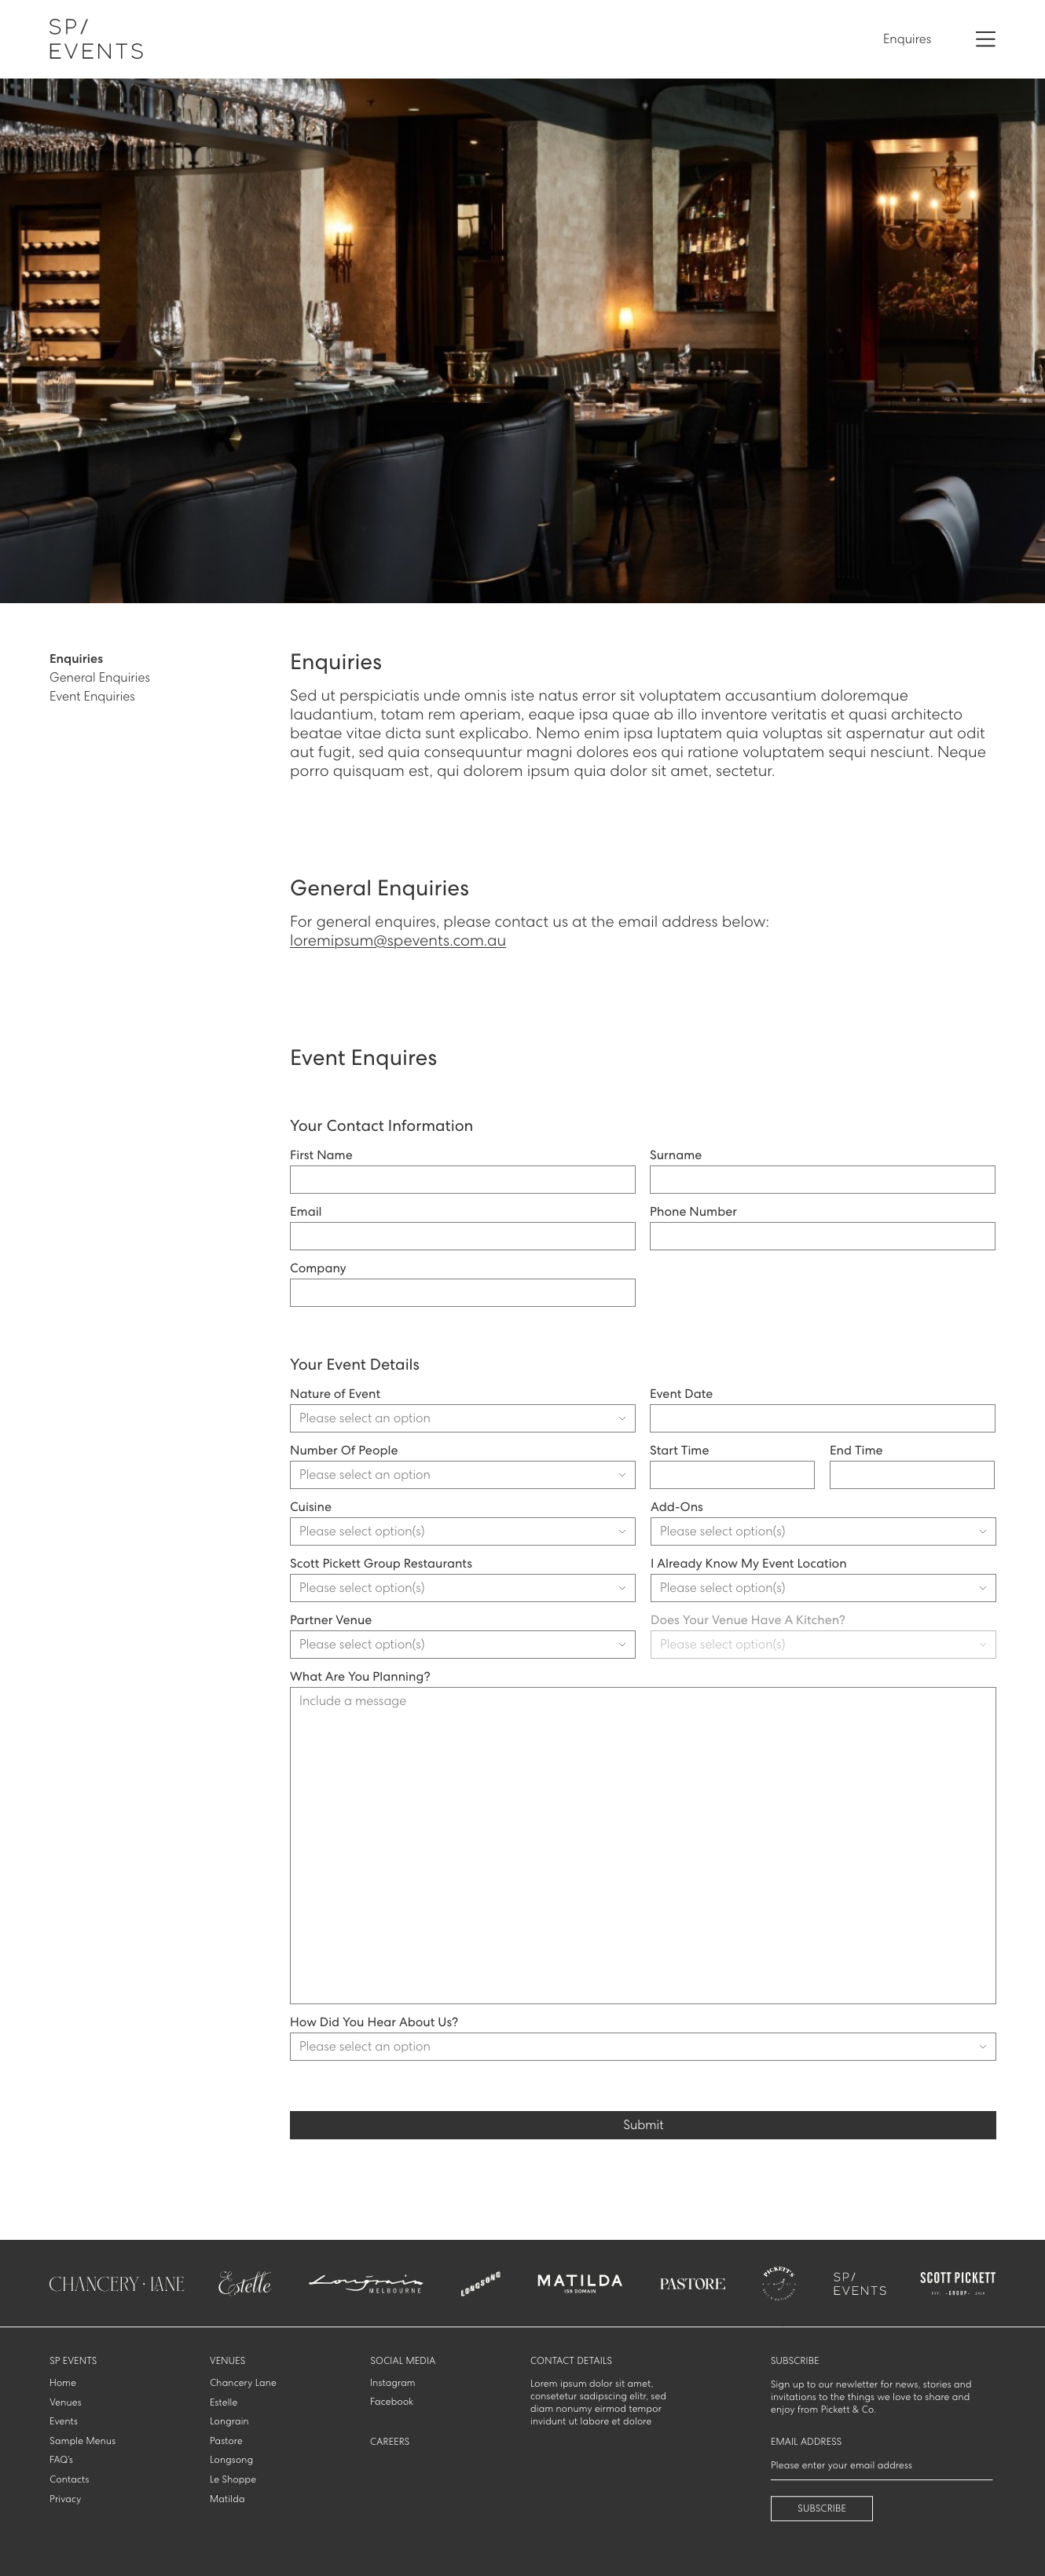 SP/
EVENTS
Enquires
Enquiries
General Enquiries
Event Enquiries
Enquiries
Sed ut perspiciatis unde omnis iste natus error sit voluptatem accusantium doloremque
laudantium, totam rem aperiam, eaque ipsa quae ab illo inventore veritatis et quasi architecto
beatae vitae dicta sunt explicabo. Nemo enim ipsa luptatem quia voluptas sit aspernatur aut odit
aut fugit, sed quia consequuntur magni dolores eos qui ratione voluptatem sequi nesciunt. Neque
porro quisquam est, qui dolorem ipsum quia dolor sit amet, sectetur.
General Enquiries
For general enquires, please contact us at the email address below:
loremipsum@spevents.com.au
Event Enquires
Your Contact Information
First Name
Surname
Email
Phone Number
Company
Your Event Details
Nature of Event
Event Date
Please select an option
Number Of People
Start Time
End Time
Please select an option
Cuisine
Add-Ons
Please select option(s)
Please select option(s)
Scott Pickett Group Restaurants
I Already Know My Event Location
Please select option(s)
Please select option(s)
Partner Venue
Does Your Venue Have A Kitchen?
Please select option(s)
Please select option(s)
What Are You Planning?
Include a message
How Did You Hear About Us?
Please select an option
Submit
CHANCERY · LANE
Estelle
Longrain
MELBOURNE
LONGSONG
MATILDA
159 DOMAIN
PASTORE
PICKETT'S
SP/
EVENTS
SCOTT PICKETT
EST. -GROUP-
SP EVENTS
Home
Venues
Events
Sample Menus
FAQ's
Contacts
Privacy
VENUES
Chancery Lane
Estelle
Longrain
Pastore
Longsong
Le Shoppe
Matilda
SOCIAL MEDIA
Instagram
Facebook
CAREERS
CONTACT DETAILS
Lorem ipsum dolor sit amet,
consetetur sadipscing elitr, sed
diam nonumy eirmod tempor
invidunt ut labore et dolore
SUBSCRIBE
Sign up to our newletter for news, stories and
invitations to the things we love to share and
enjoy from Pickett & Co.
EMAIL ADDRESS
Please enter your email address
SUBSCRIBE